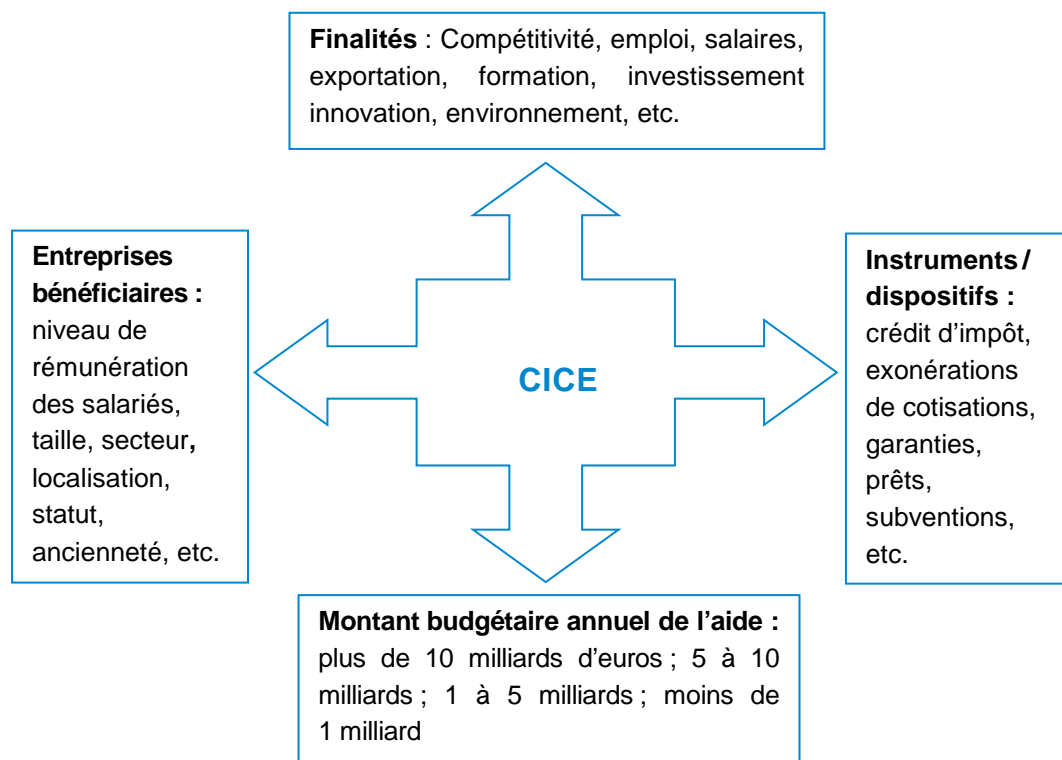 Finalités : Compétitivité, emploi, salaires,
exportation, formation, investissement
innovation, environnement, etc.
Entreprises
bénéficiaires :
niveau de
rémunération
des salariés,
taille, secteur,
localisation,
statut,
ancienneté, etc.
CICE
Instruments /
dispositifs :
crédit d’impôt,
exonérations
de cotisations,
garanties,
prêts,
subventions,
etc.
Montant budgétaire annuel de l’aide :
plus de 10 milliards d’euros ; 5 à 10
milliards ; 1 à 5 milliards ; moins de
1 milliard